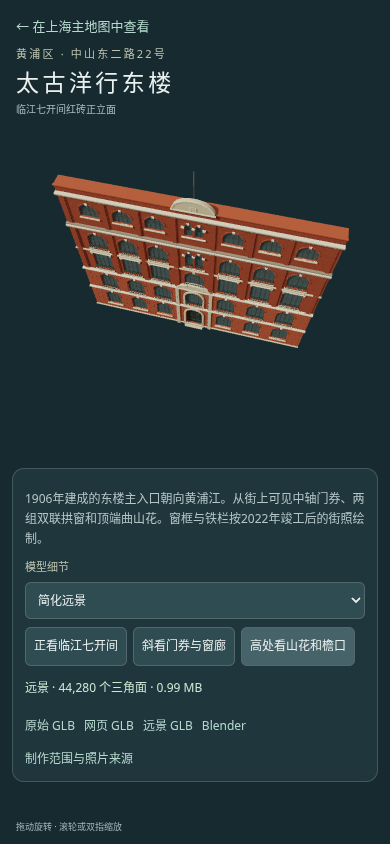 ← 在上海主地图中查看
黄浦区 · 中山东二路22号
太古洋行东楼
临江七开间红砖正立面
1906年建成的东楼主入口朝向黄浦江。从街上可见中轴门券、两
组双联拱窗和顶端曲山花。窗框与铁栏按2022年竣工后的街照绘
制。
模型细节
简化远景
正看临江七开间 斜看门券与窗廊 高处看山花和檐口
远景 · 44,280 个三角面 · 0.99 MB
原始 GLB 网页 GLB 远景 GLB Blender
制作范围与照片来源
拖动旋转 · 滚轮或双指缩放